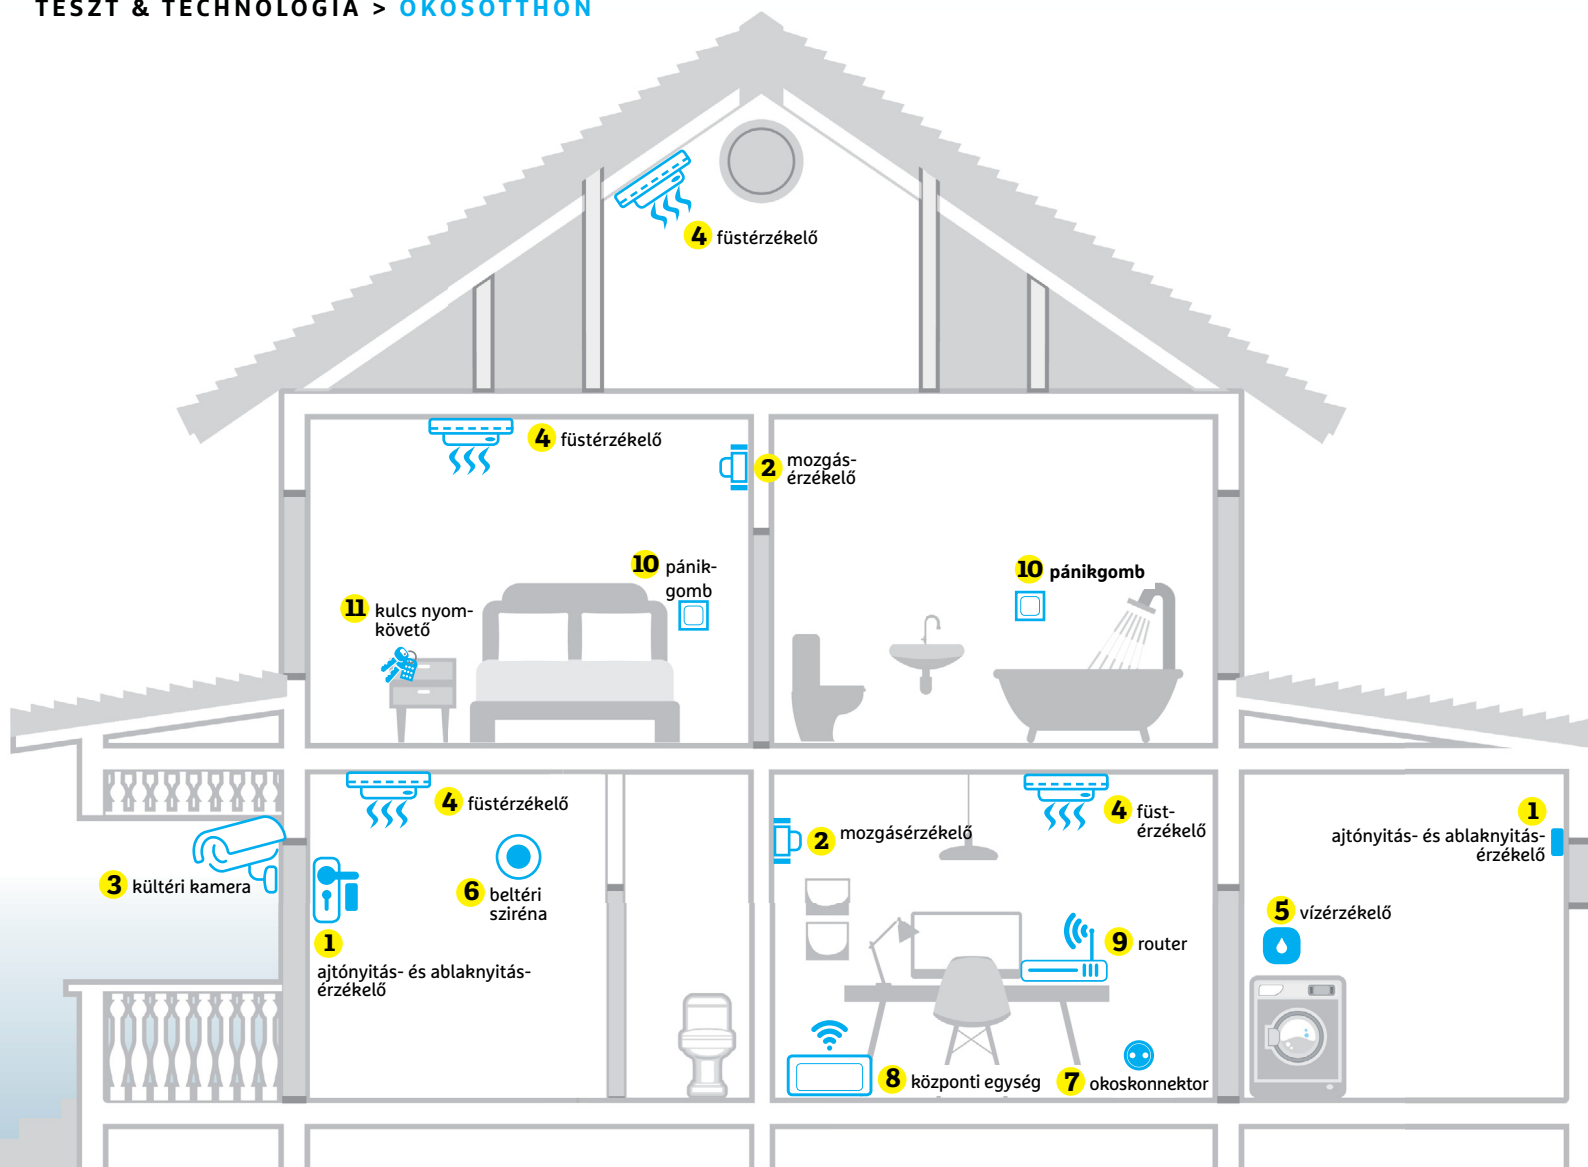 TESZT & TECHNOLÓGIA > OKOSOTTHON
4 füstérzékelő
4 füstérzékelő
2 mozgás-
érzékelő
10 pánik-
gomb
10 pánikgomb
11 kulcs nyom-
követő
4 füstérzékelő
4 füst-
érzékelő
1
ajtónyitás- és ablaknyitás-
érzékelő
2 mozgásérzékelő
3 kültéri kamera
6 beltéri
sziréna
5 vízérzékelő
1
ajtónyitás- és ablaknyitás-
érzékelő
9 router
8 központi egység
7 okoskonnektor